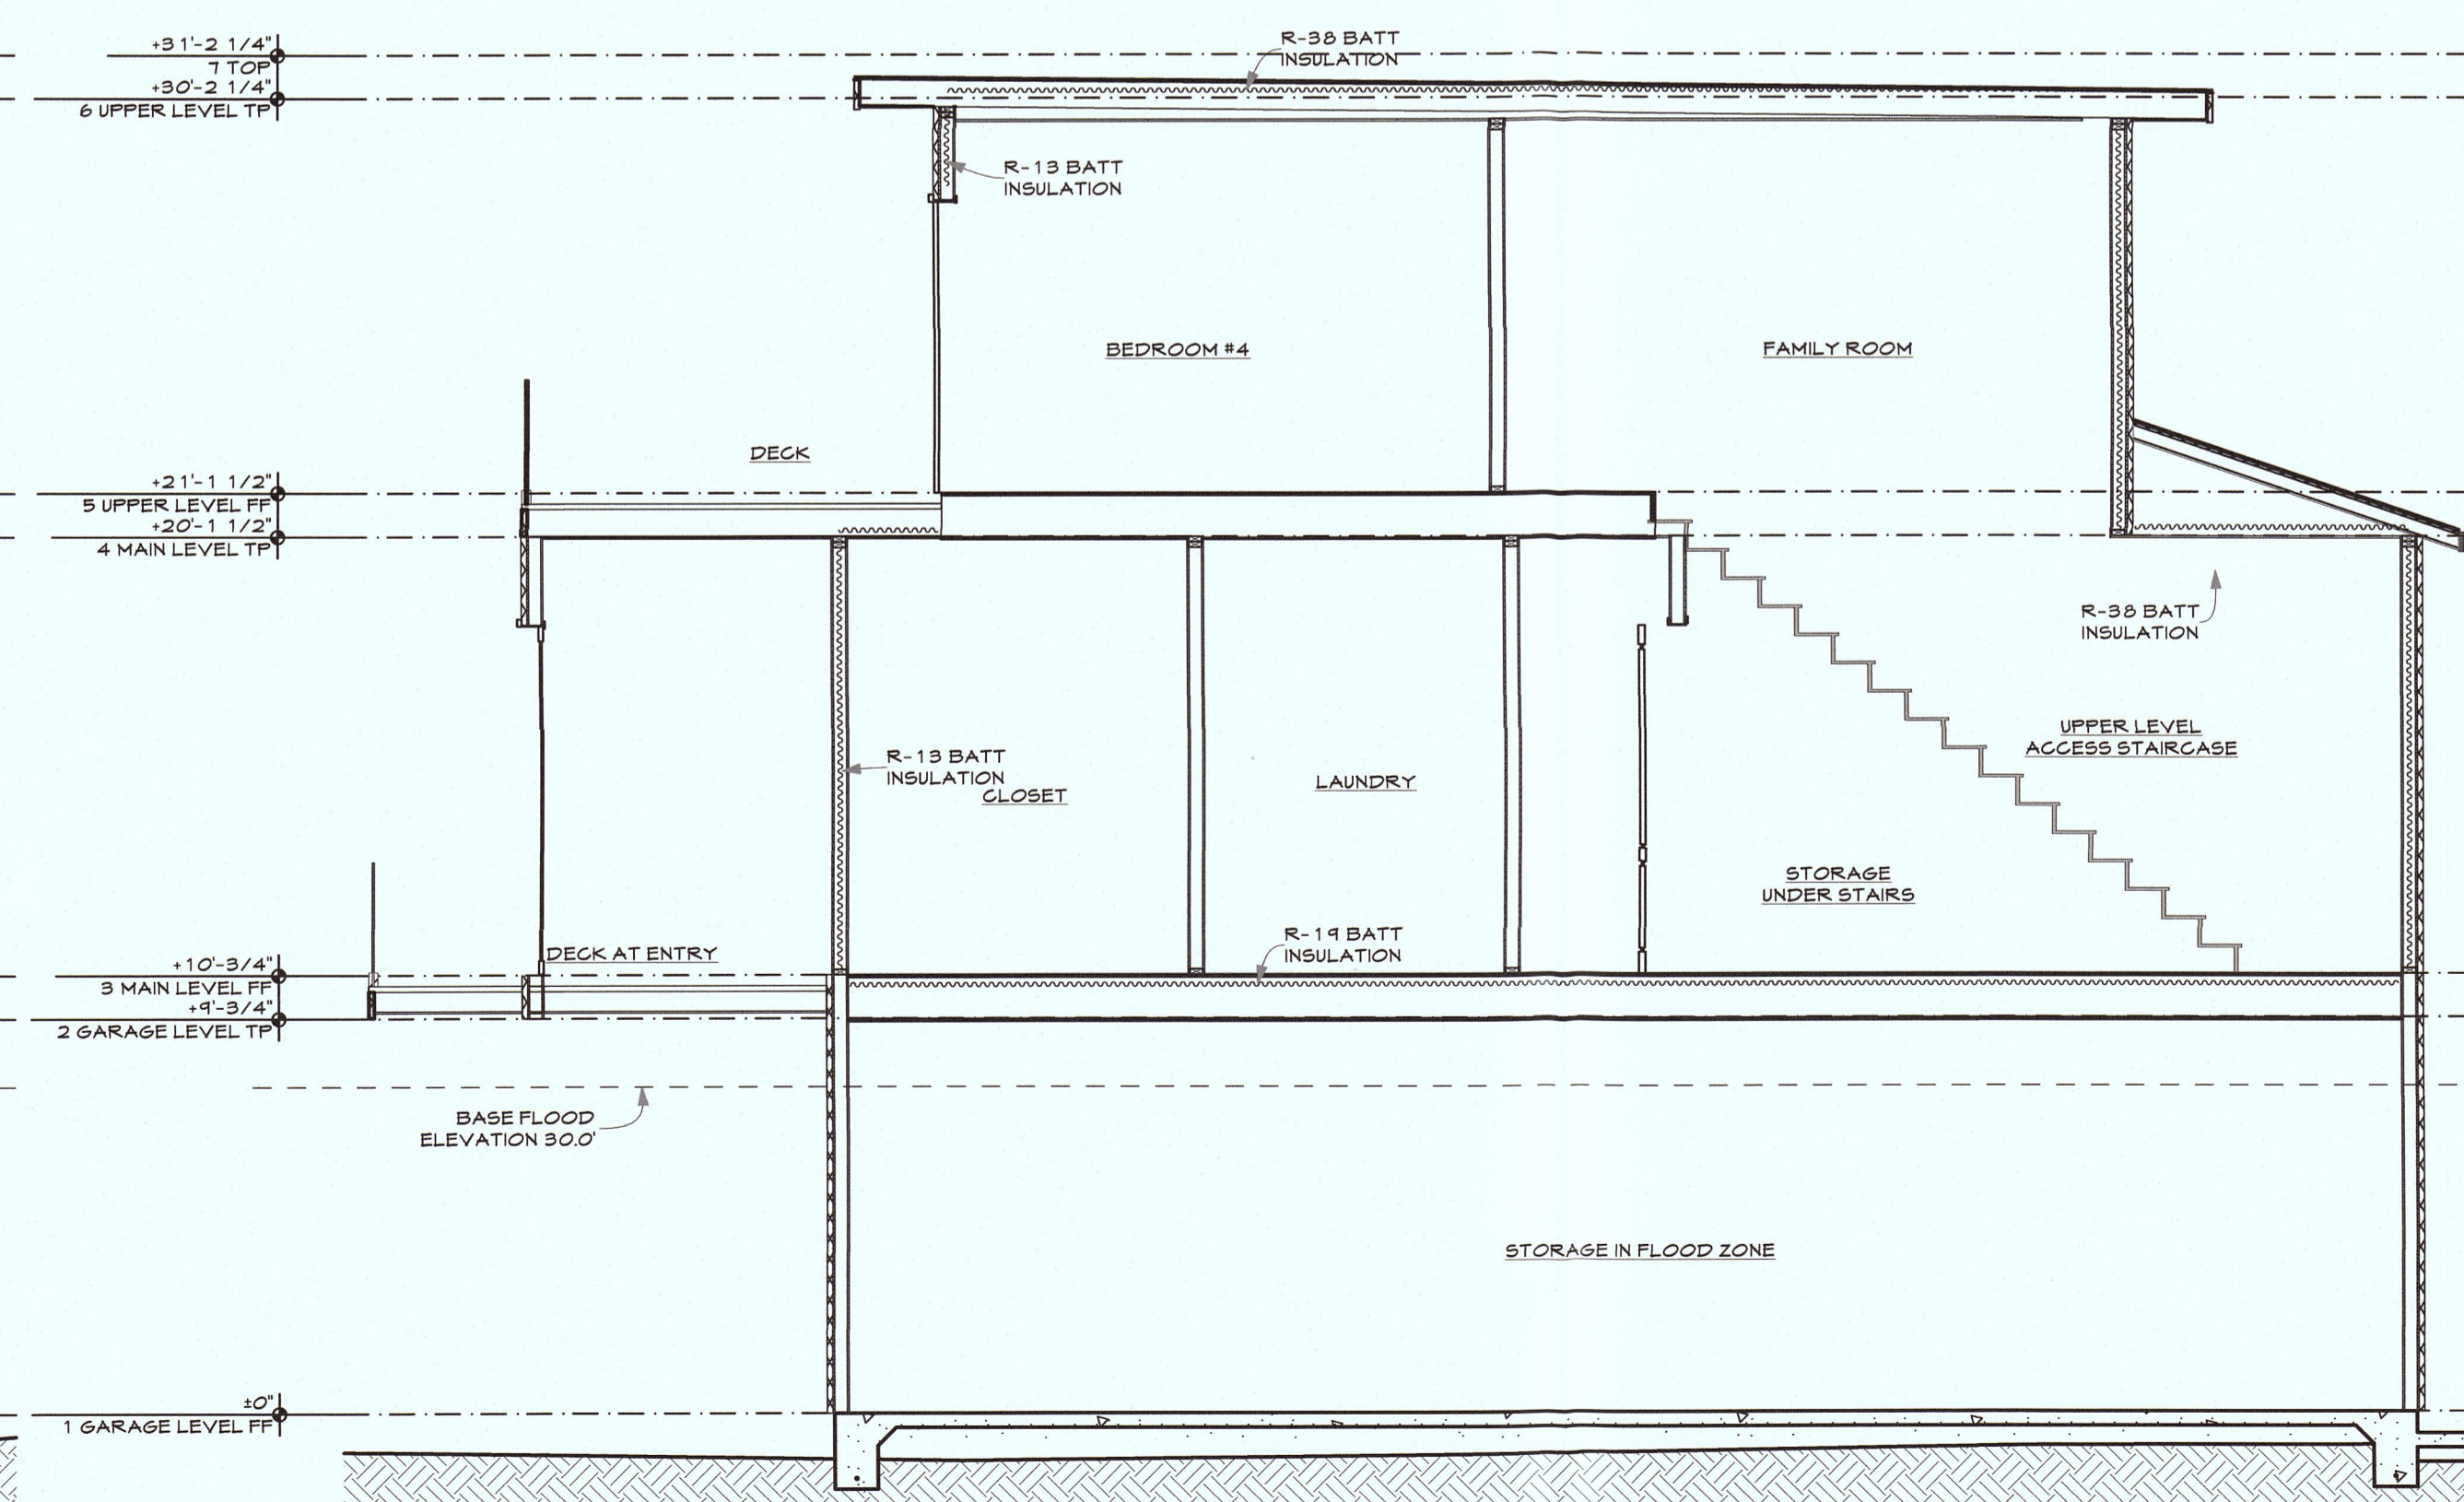 +31'-2 1/4"
7 TOP
+30'-2 1/4"
6 UPPER LEVEL TP
R-38 BATT
INSULATION
R-13 BATT
INSULATION
BEDROOM #4
FAMILY ROOM
DECK
+21'-1 1/2"
5 UPPER LEVEL FF
+20'-1 1/2"
4 MAIN LEVEL TP
R-38 BATT
INSULATION
UPPER LEVEL
ACCESS STAIRCASE
R-13 BATT
INSULATION
CLOSET
LAUNDRY
STORAGE
UNDER STAIRS
R-19 BATT
INSULATION
DECK AT ENTRY
+10'-3/4"
3 MAIN LEVEL FF
+9'-3/4"
2 GARAGE LEVEL TP
BASE FLOOD
ELEVATION 30.0'
STORAGE IN FLOOD ZONE
±0"
1 GARAGE LEVEL FF